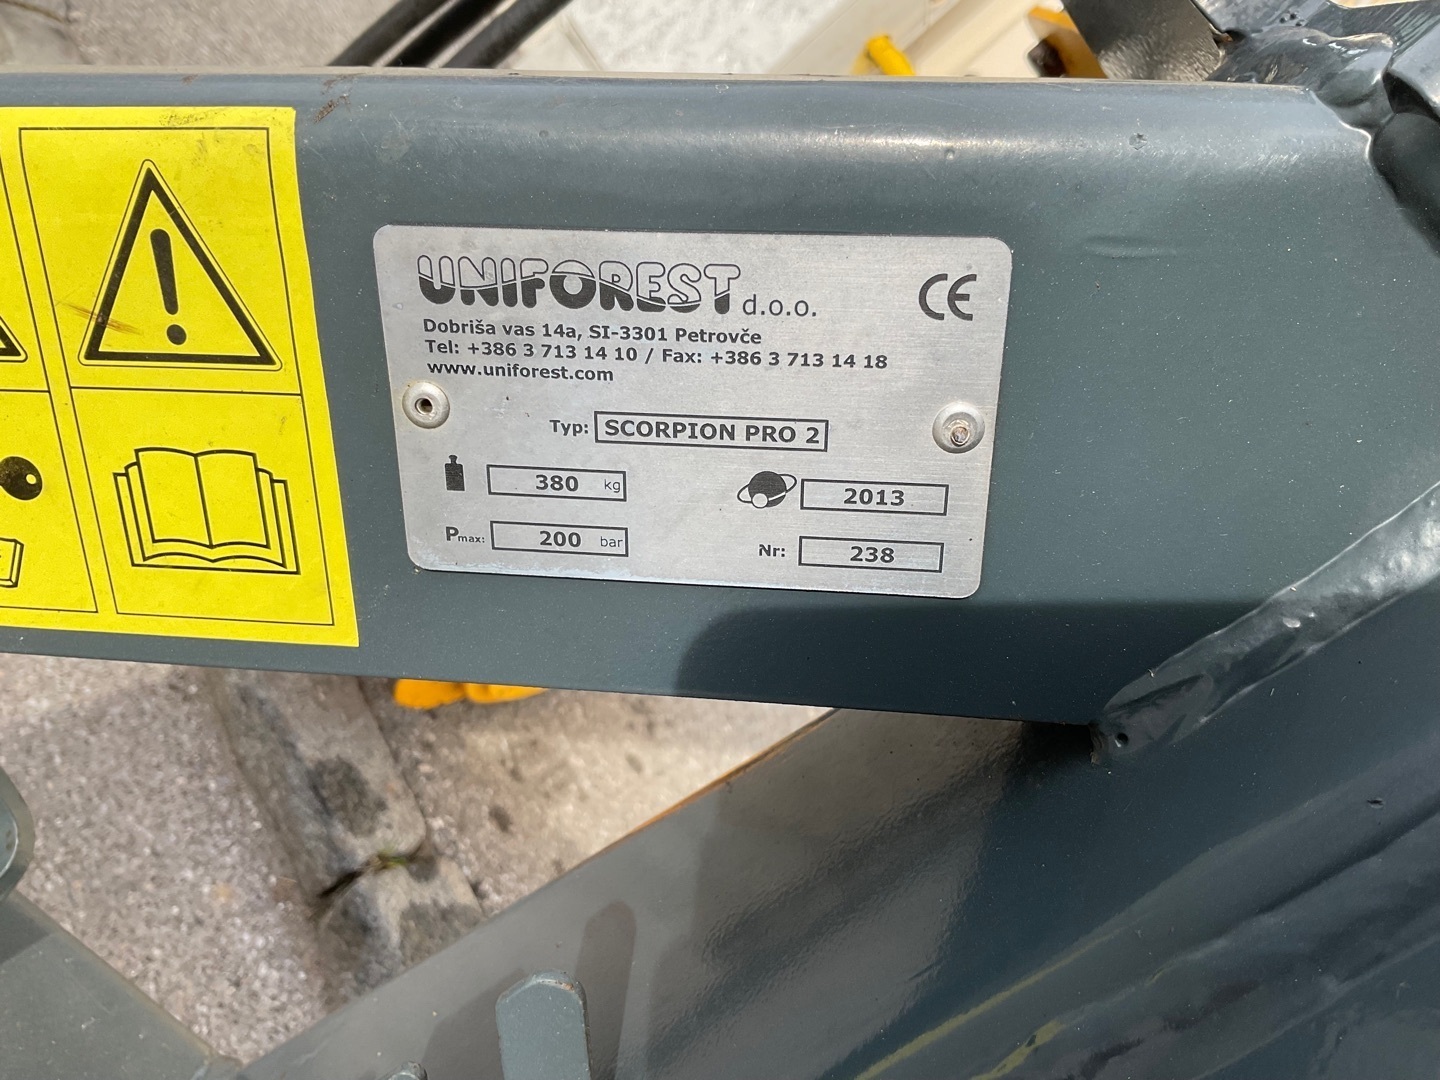 UNIFOREST d.o.o.
CE
Dobriša vas 14a, SI-3301 Petrovče
Tel: +386 3 713 14 10 / Fax: +386 3 713 14 18
www.uniforest.com
Typ: SCORPION PRO 2
380 kg
2013
Pmax: 200 bar
Nr: 238